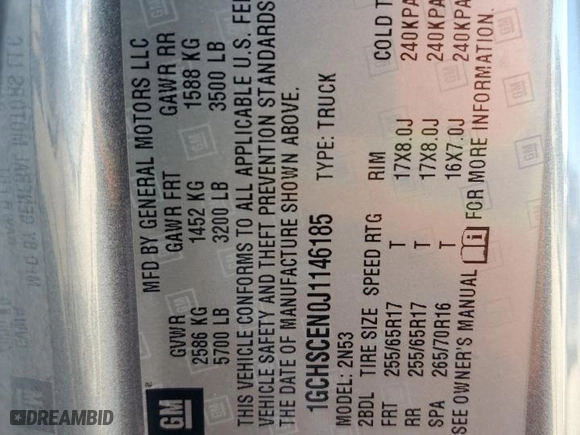 GM ®
MFD BY GENERAL MOTORS LLC
GVWR GAWR FRT GAWR RR
2586 KG 1452 KG 1588 KG
5700 LB 3200 LB 3500 LB
THIS VEHICLE CONFORMS TO ALL APPLICABLE U.S. FE
VEHICLE SAFETY AND THEFT PREVENTION STANDARDS
THE DATE OF MANUFACTURE SHOWN ABOVE.
1GCHSCEN0J1146185 TYPE: TRUCK
MODEL: 2N53
2BDL TIRE SIZE SPEED RTG RIM COLD
FRT 255/65R17 T 17X8.0J 240KPA
RR 255/65R17 T 17X8.0J 240KPA
SPA 265/70R16 T 16X7.0J 240KPA
SEE OWNER'S MANUAL i FOR MORE INFORMATION.
DREAMBID